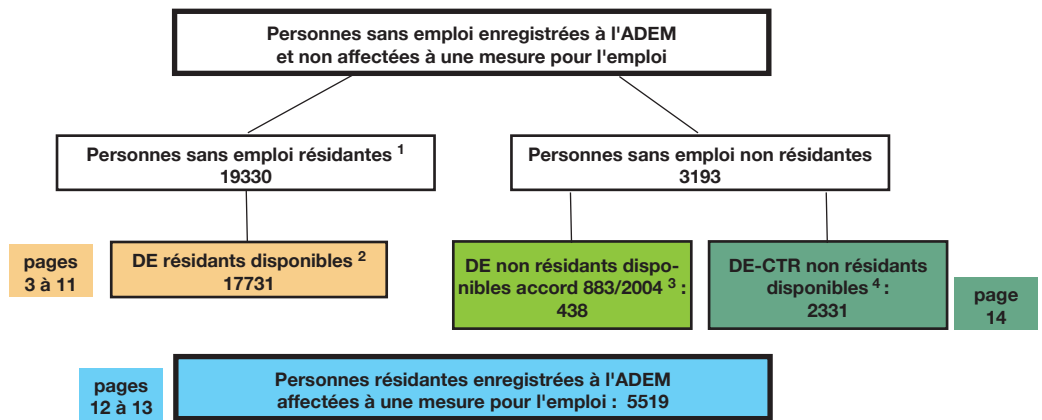 Personnes sans emploi enregistrées à l'ADEM
et non affectées à une mesure pour l'emploi
Personnes sans emploi résidantes 1
19330
Personnes sans emploi non résidantes
3193
pages
3 à 11
DE résidants disponibles 2
17731
DE non résidants dispo-
nibles accord 883/2004 3 :
438
DE-CTR non résidants
disponibles 4 :
2331
page
14
pages
12 à 13
Personnes résidantes enregistrées à l'ADEM
affectées à une mesure pour l'emploi : 5519